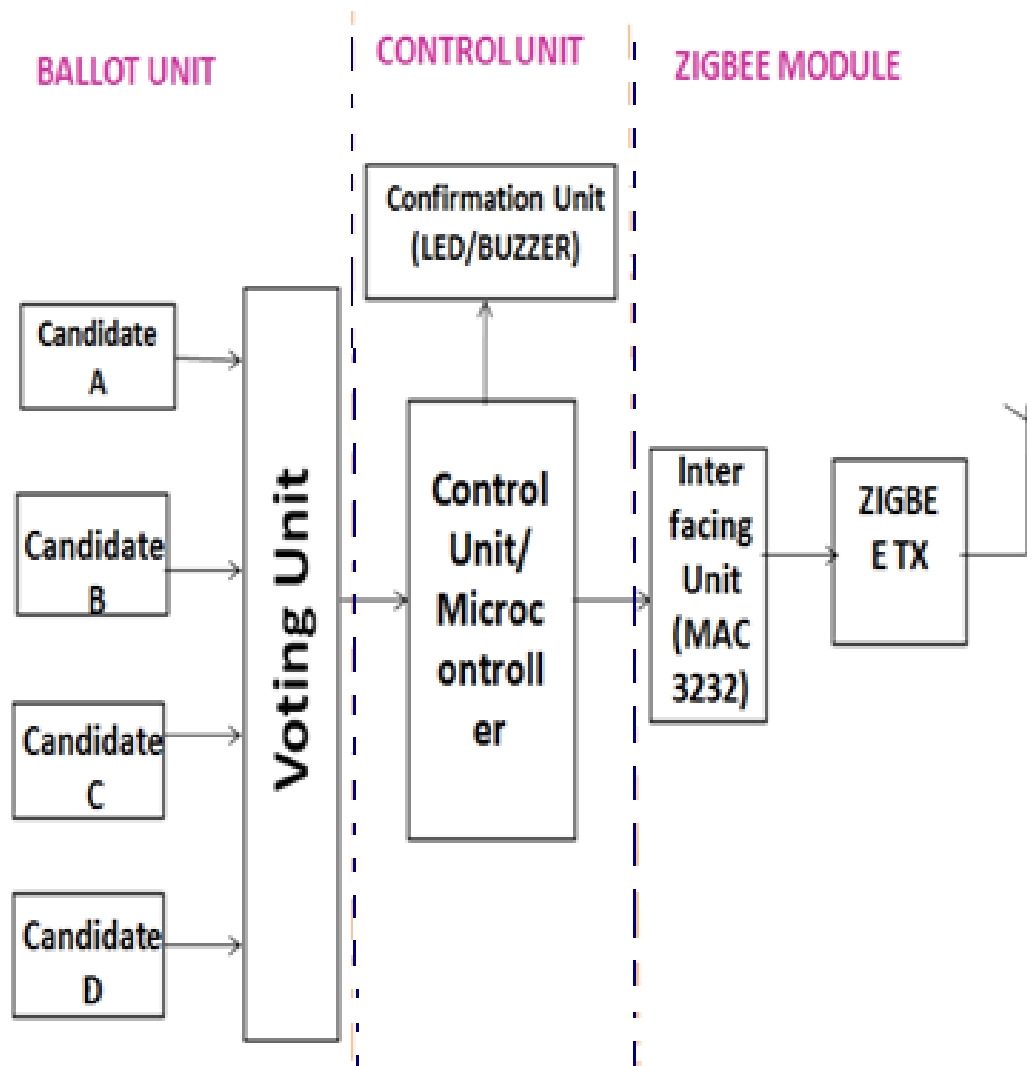 BALLOT UNIT
CONTROL UNIT
ZIGBEE MODULE
Confirmation Unit
(LED/BUZZER)
Candidate
A
Candidate
B
Candidate
C
Candidate
D
Voting Unit
Control
Unit/
Microc
ontroll
er
Inter
facing
Unit
(MAC
3232)
ZIGBE
E TX